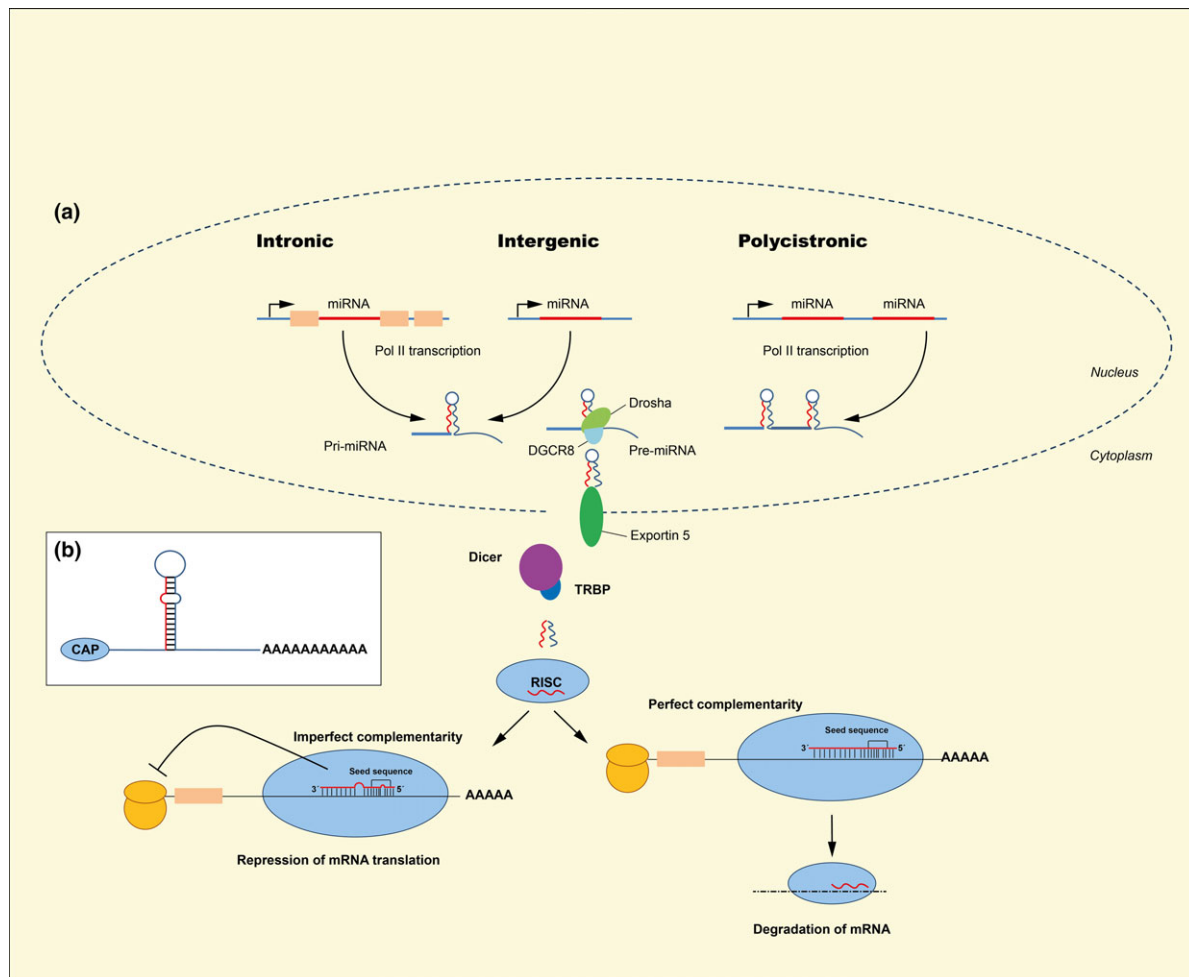 (a)
Intronic
Intergenic
Polycistronic
miRNA
miRNA
miRNA
miRNA
Pol II transcription
Pol II transcription
Nucleus
Drosha
Pri-miRNA
DGCR8
Pre-miRNA
Cytoplasm
Exportin 5
(b)
Dicer
TRBP
CAP
AAAAAAAAAAA
RISC
Perfect complementarity
Imperfect complementarity
Seed sequence
3´
5´
AAAAA
Seed sequence
3´
5´
AAAAA
Repression of mRNA translation
Degradation of mRNA